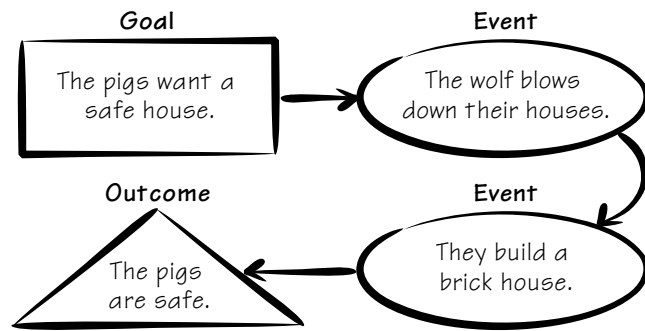 Goal
The pigs want a
safe house.
Event
The wolf blows
down their houses.
Event
They build a
brick house.
Outcome
The pigs
are safe.